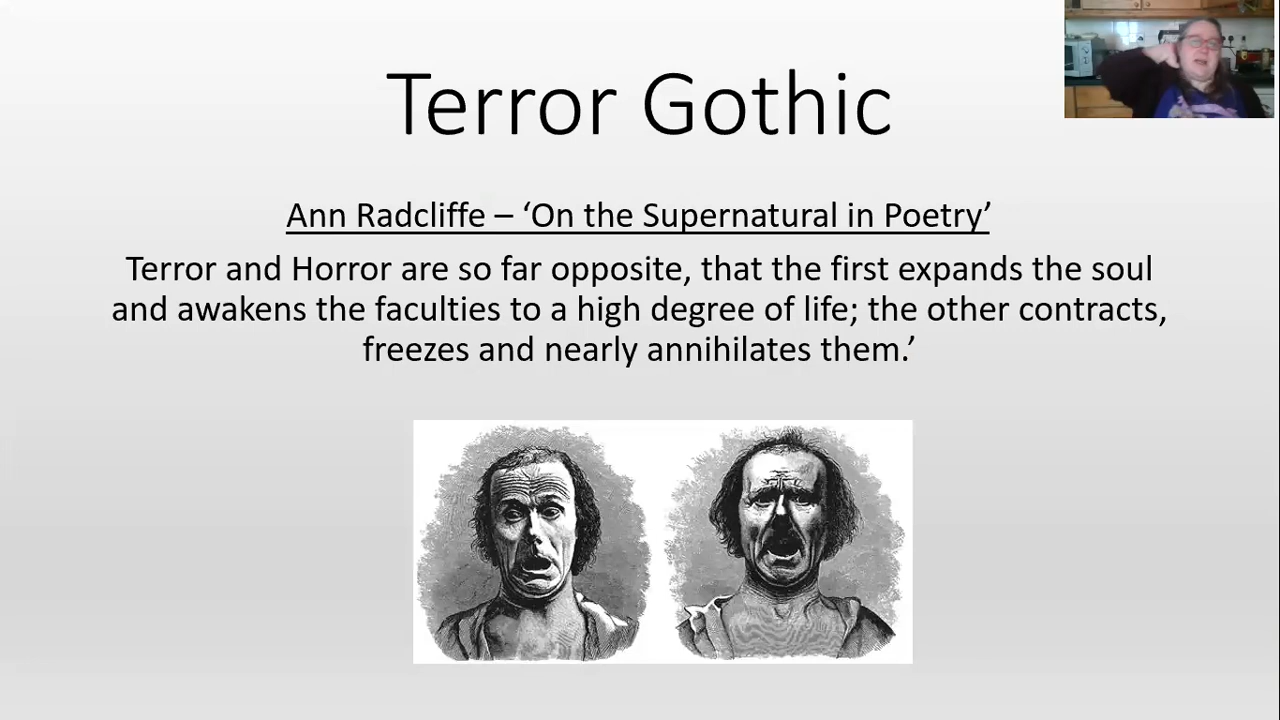 Terror Gothic
Ann Radcliffe – ‘On the Supernatural in Poetry’
Terror and Horror are so far opposite, that the first expands the soul
and awakens the faculties to a high degree of life; the other contracts,
freezes and nearly annihilates them.’